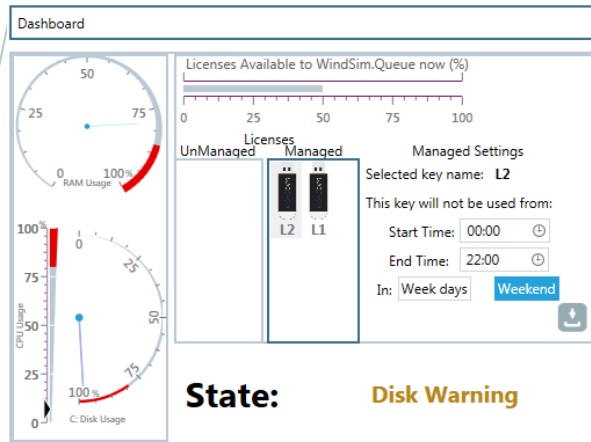 Dashboard
50
25
75
0
100%
RAM Usage
Licenses Available to WindSim.Queue now (%)
0 25 50 75 100
Licenses
UnManaged Managed
L2 L1
Managed Settings
Selected key name: L2
This key will not be used from:
Start Time: 00:00
End Time: 22:00
In: Week days Weekend
100%
75
50
25
0
CPU Usage
0
25
50
75
100 %
C: Disk Usage
State: Disk Warning